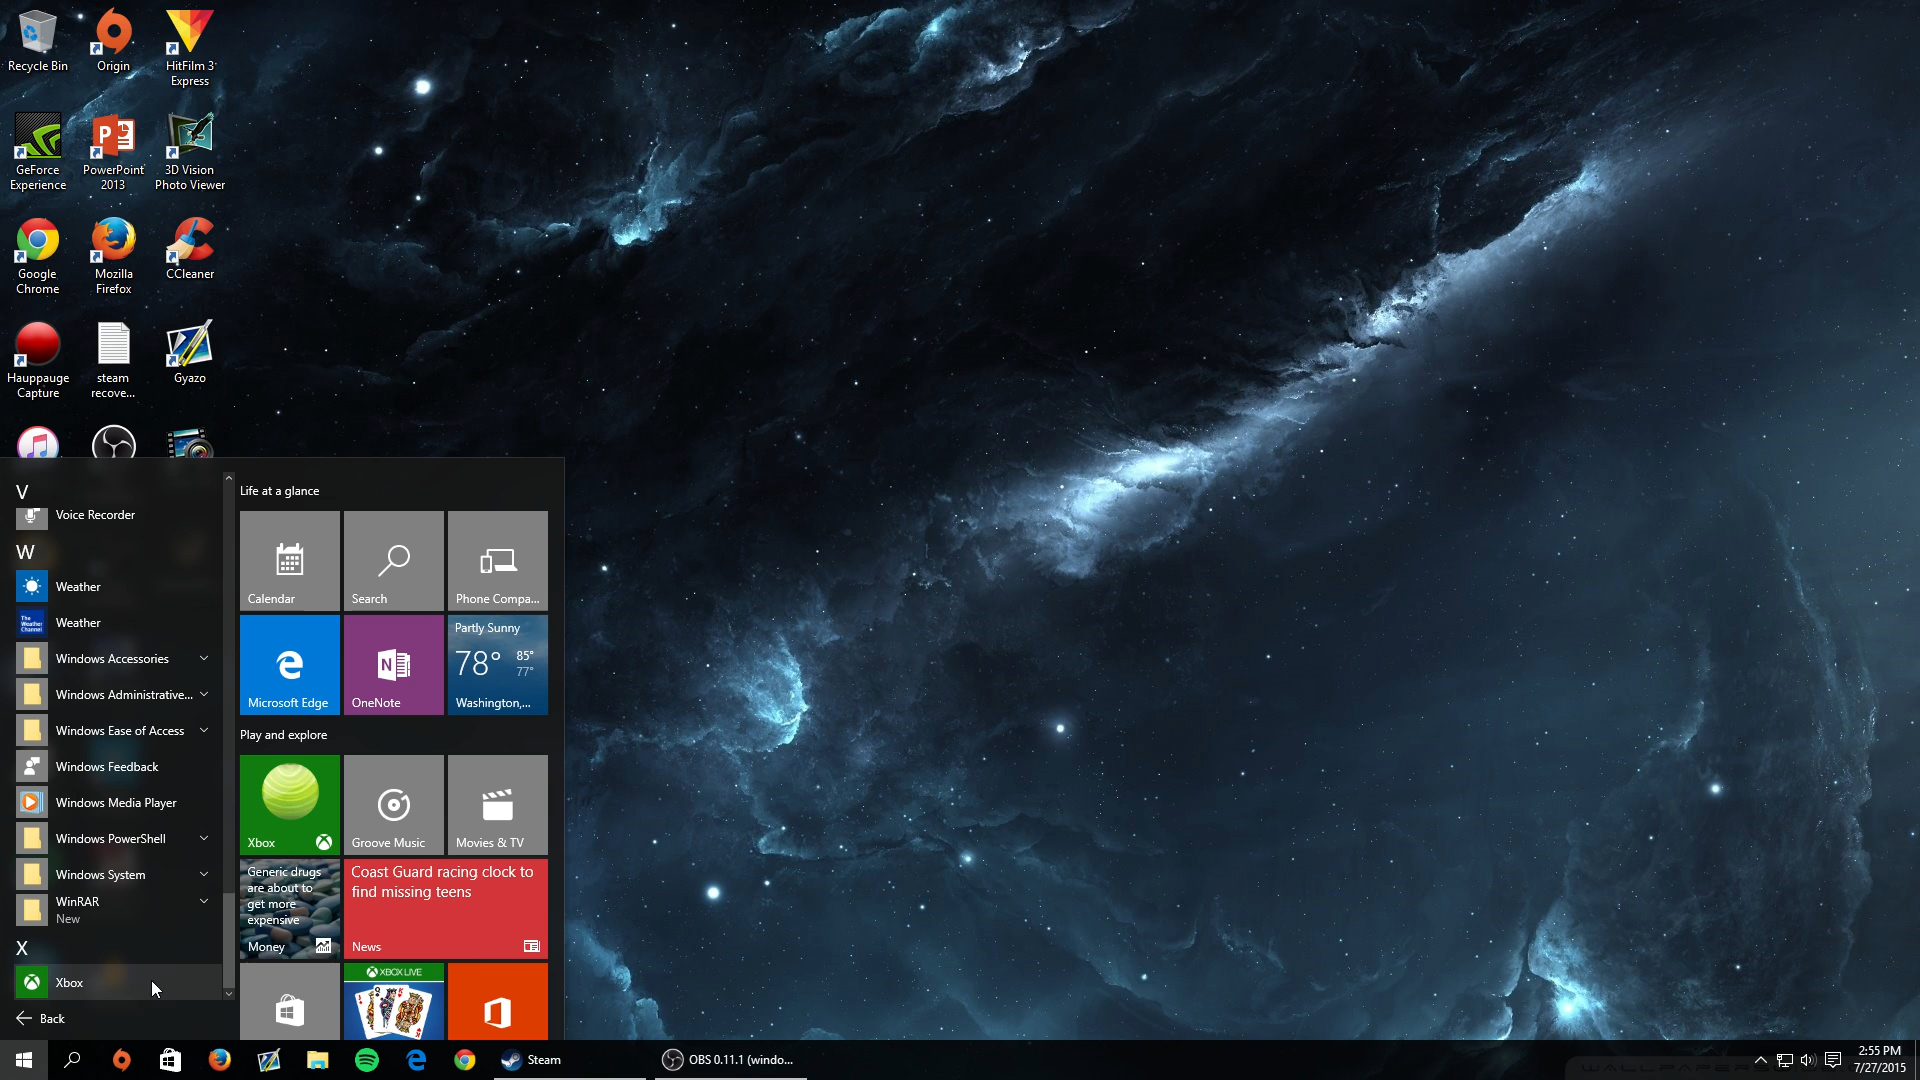 Recycle Bin
Origin
HitFilm 3
Express
GeForce
Experience
PowerPoint
2013
3D Vision
Photo Viewer
Google
Chrome
Mozilla
Firefox
CCleaner
Hauppauge
Capture
steam
recove...
Gyazo
V
Voice Recorder
W
Weather
The
Weather
Channel
Weather
Windows Accessories
Windows Administrative...
Windows Ease of Access
Windows Feedback
Windows Media Player
Windows PowerShell
Windows System
WinRAR
New
X
Xbox
Back
Life at a glance
Calendar
Search
Phone Compa...
Microsoft Edge
OneNote
Partly Sunny
78° 85°
77°
Washington,...
Play and explore
Xbox
Groove Music
Movies & TV
Generic drugs
are about to
get more
expensive
Money
Coast Guard racing clock to
find missing teens
News
XBOX LIVE
Steam
OBS 0.11.1 (windo...
2:55 PM
7/27/2015